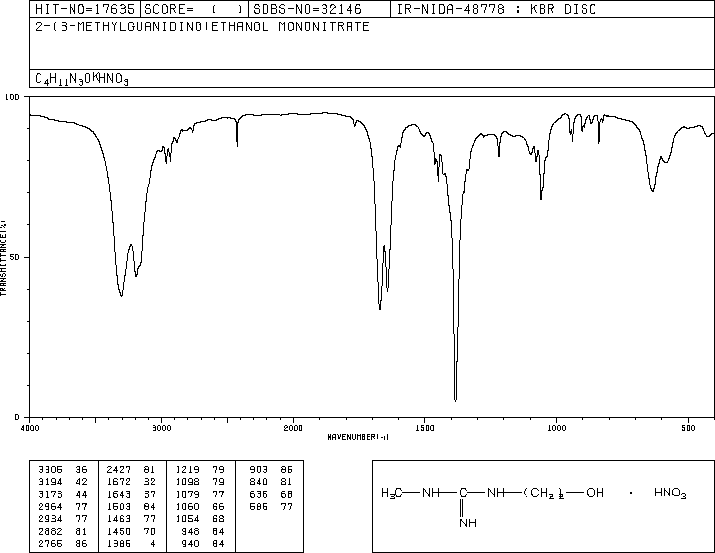 HIT-NO=17635 SCORE= ( ) SDBS-NO=32146 IR-NIDA-48778 : KBR DISC
2-(3-METHYLGUANIDINO)ETHANOL MONONITRATE
C4H11N3O·HNO3
100
50
0
TRANSMITTANCE(%)
4000 3000 2000 1500 1000 500
WAVENUMBER(-1)
3305 36 2427 81 1219 79 903 86
3194 42 1672 32 1098 79 840 81
3173 44 1643 37 1079 77 636 68
2964 77 1503 84 1060 66 586 77
2934 77 1463 77 1054 68
2882 81 1450 70 948 84
2765 86 1385 4 940 84
H3C—NH—C—NH—(CH2)2—OH · HNO3
NH